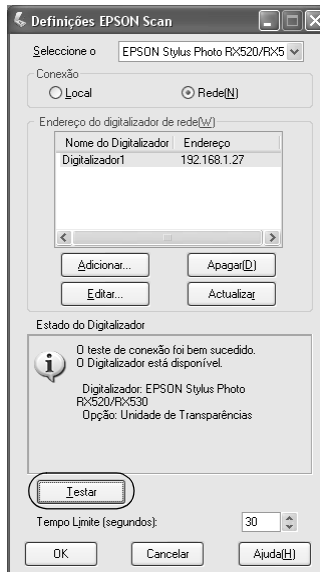 Definições EPSON Scan
Seleccione o EPSON Stylus Photo RX520/RX5
Conexão
Local Rede(N)
Endereço do digitalizador de rede(W)
Nome do Digitalizador Endereço
Digitalizador1 192.168.1.27
Adicionar... Apagar(D)
Editar... Actualizar
Estado do Digitalizador
O teste de conexão foi bem sucedido.
O Digitalizador está disponível.
Digitalizador: EPSON Stylus Photo
RX520/RX530
Opção: Unidade de Transparências
Testar
Tempo Limite (segundos): 30
OK Cancelar Ajuda(H)